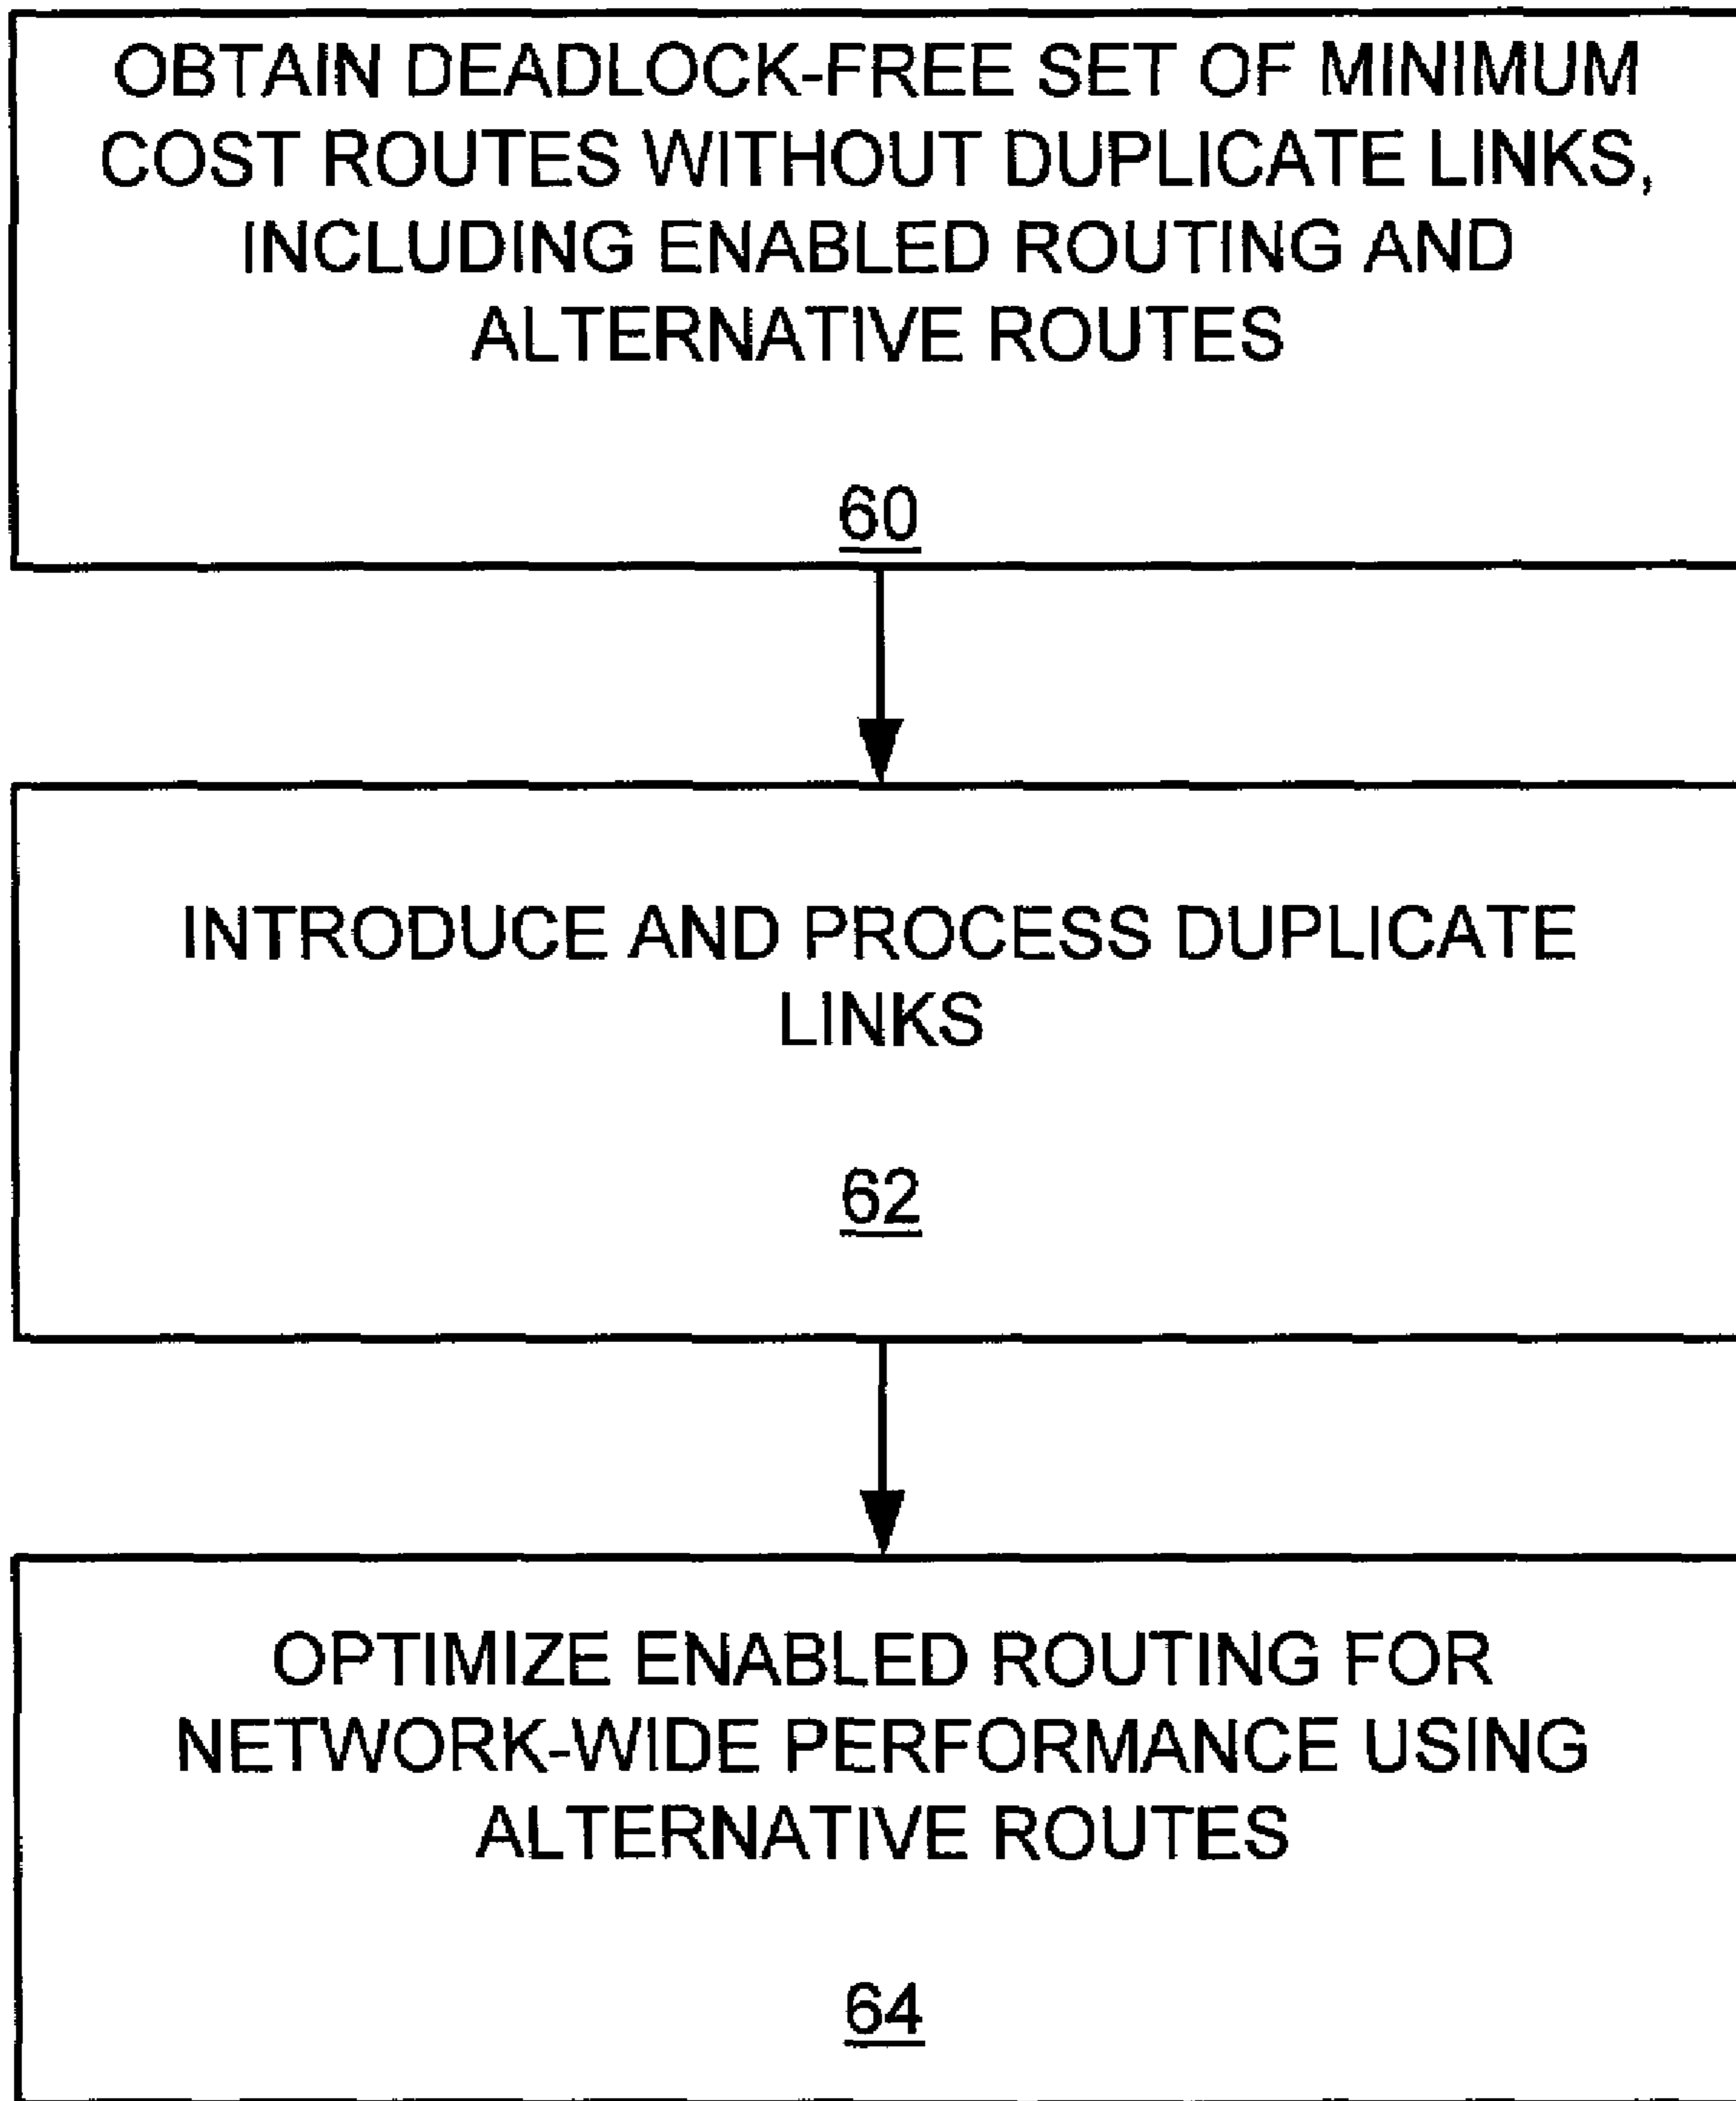 OBTAIN DEADLOCK-FREE SET OF MINIMUM
COST ROUTES WITHOUT DUPLICATE LINKS,
INCLUDING ENABLED ROUTING AND
ALTERNATIVE ROUTES
60
INTRODUCE AND PROCESS DUPLICATE
LINKS
62
OPTIMIZE ENABLED ROUTING FOR
NETWORK-WIDE PERFORMANCE USING
ALTERNATIVE ROUTES
64